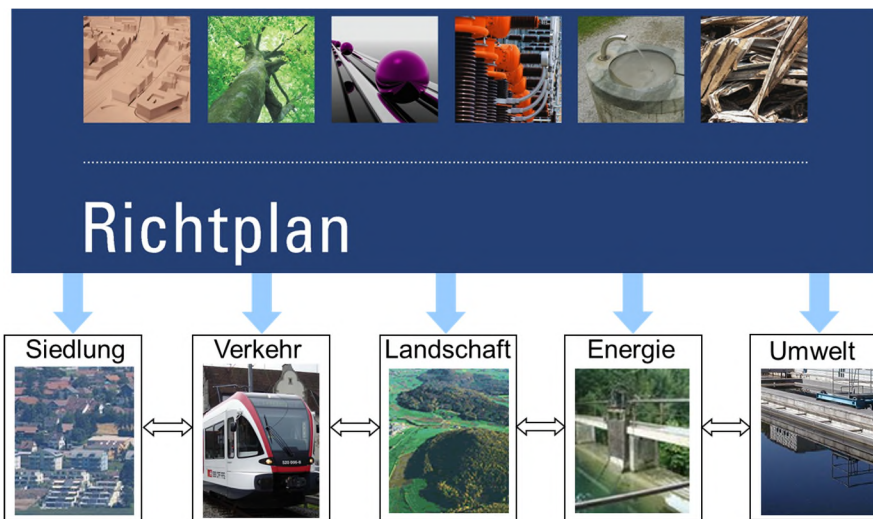 Richtplan
Siedlung
Verkehr
Landschaft
Energie
Umwelt